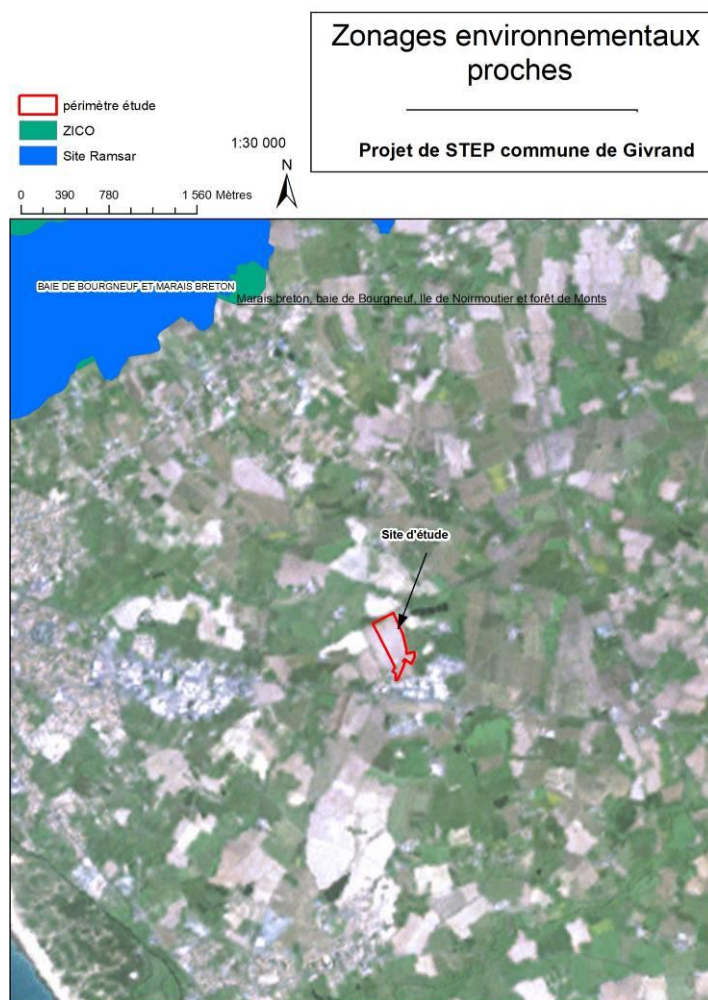 Zonages environnementaux
proches
Projet de STEP commune de Givrand
périmètre étude
ZICO
Site Ramsar
1:30 000
N
0 390 780 1 560 Mètres
BAIE DE BOURGNEUF ET MARAIS BRETON
Marais breton, baie de Bourgneuf, Ile de Noirmoutier et forêt de Monts
Site d'étude